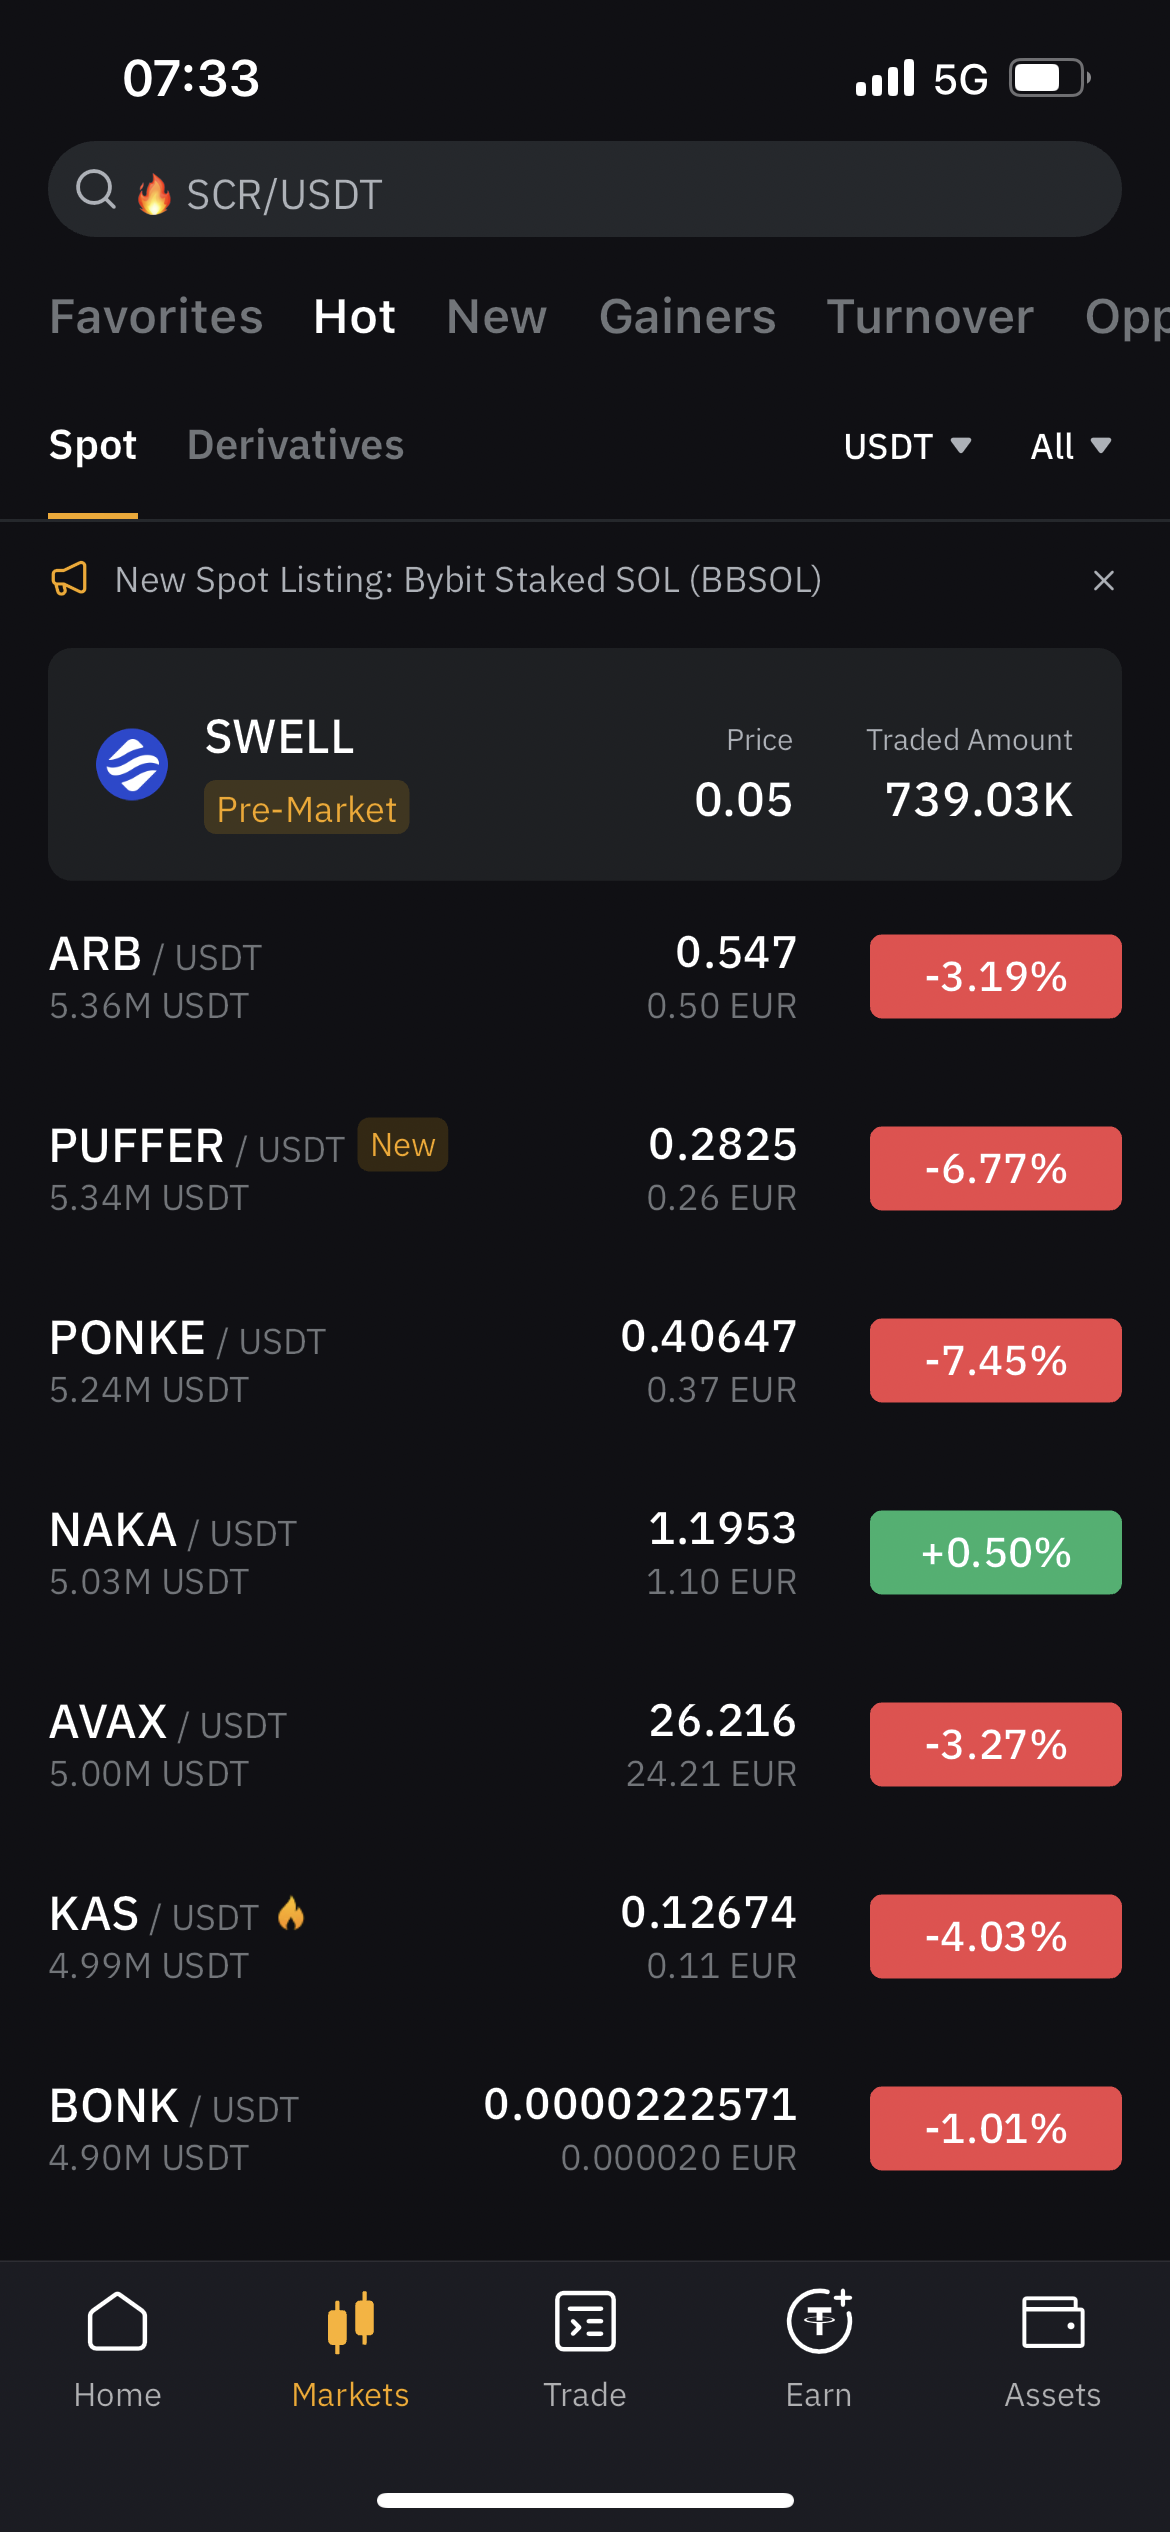 07:33 5G
SCR/USDT
Favorites Hot New Gainers Turnover Opp
Spot Derivatives USDT All
New Spot Listing: Bybit Staked SOL (BBSOL)
SWELL Price Traded Amount
Pre-Market 0.05 739.03K
ARB / USDT 0.547 -3.19%
5.36M USDT 0.50 EUR
PUFFER / USDT New 0.2825 -6.77%
5.34M USDT 0.26 EUR
PONKE / USDT 0.40647 -7.45%
5.24M USDT 0.37 EUR
NAKA / USDT 1.1953 +0.50%
5.03M USDT 1.10 EUR
AVAX / USDT 26.216 -3.27%
5.00M USDT 24.21 EUR
KAS / USDT 0.12674 -4.03%
4.99M USDT 0.11 EUR
BONK / USDT 0.0000222571 -1.01%
4.90M USDT 0.000020 EUR
Home Markets Trade Earn Assets